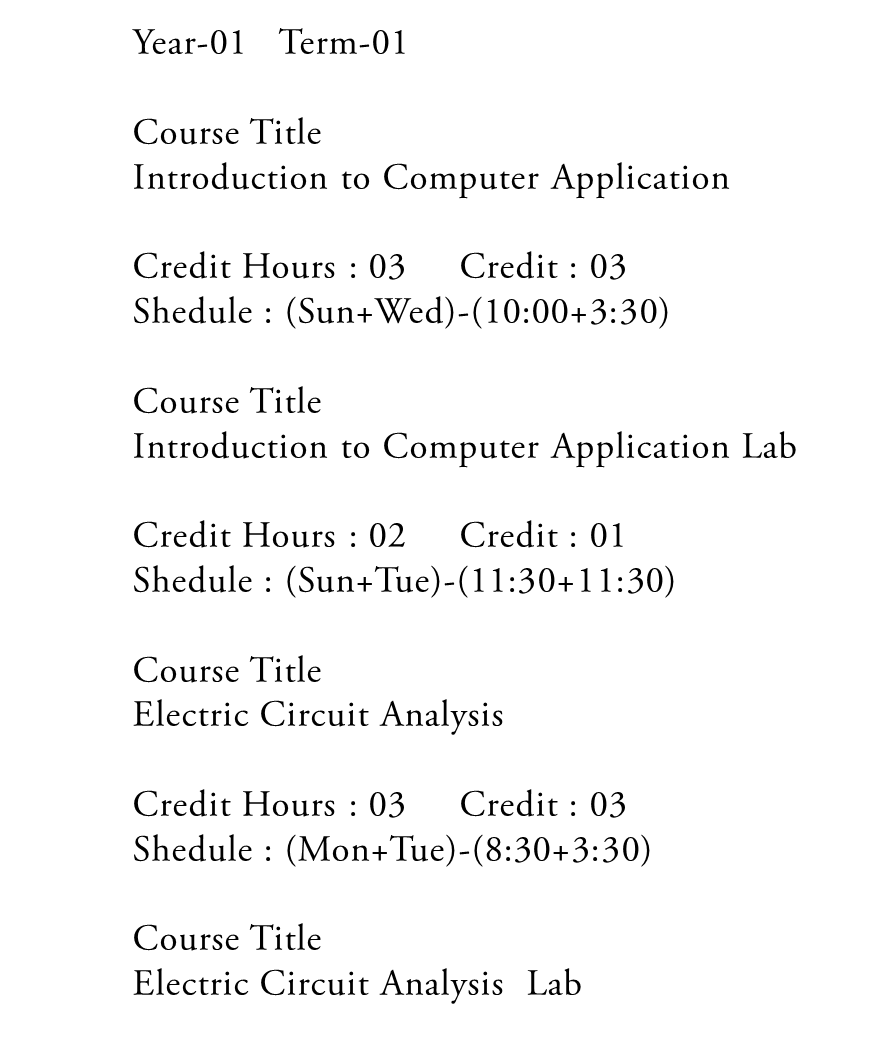 Year-01 Term-01
Course Title
Introduction to Computer Application
Credit Hours : 03 Credit : 03
Shedule : (Sun+Wed)-(10:00+3:30)
Course Title
Introduction to Computer Application Lab
Credit Hours : 02 Credit : 01
Shedule : (Sun+Tue)-(11:30+11:30)
Course Title
Electric Circuit Analysis
Credit Hours : 03 Credit : 03
Shedule : (Mon+Tue)-(8:30+3:30)
Course Title
Electric Circuit Analysis Lab